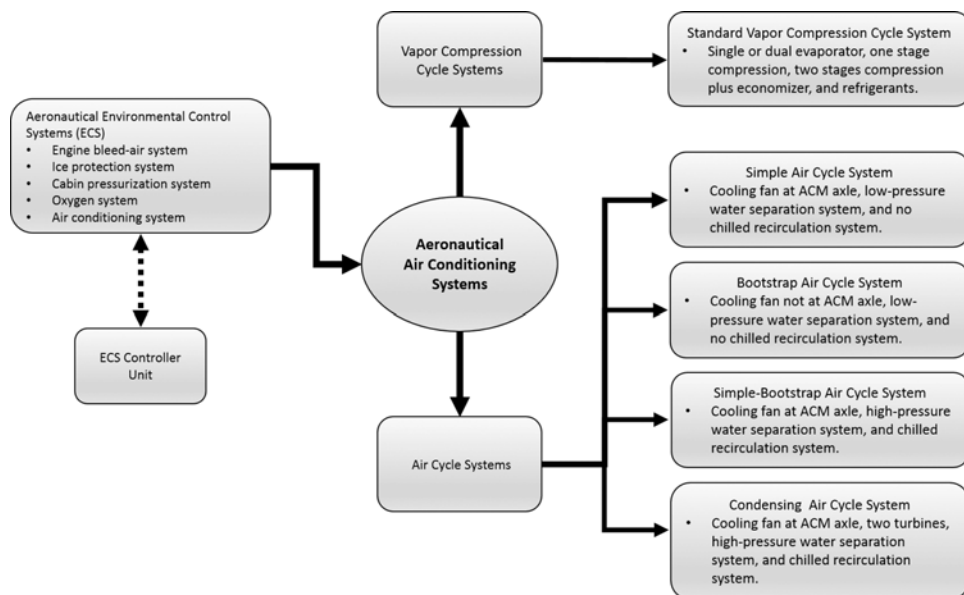 Aeronautical Environmental Control
Systems (ECS)
• Engine bleed-air system
• Ice protection system
• Cabin pressurization system
• Oxygen system
• Air conditioning system
ECS Controller
Unit
Aeronautical
Air Conditioning
Systems
Vapor Compression
Cycle Systems
Standard Vapor Compression Cycle System
• Single or dual evaporator, one stage
compression, two stages compression
plus economizer, and refrigerants.
Air Cycle Systems
Simple Air Cycle System
• Cooling fan at ACM axle, low-pressure
water separation system, and no
chilled recirculation system.
Bootstrap Air Cycle System
• Cooling fan not at ACM axle, low-
pressure water separation system, and
no chilled recirculation system.
Simple-Bootstrap Air Cycle System
• Cooling fan at ACM axle, high-pressure
water separation system, and chilled
recirculation system.
Condensing Air Cycle System
• Cooling fan at ACM axle, two turbines,
high-pressure water separation
system, and chilled recirculation
system.